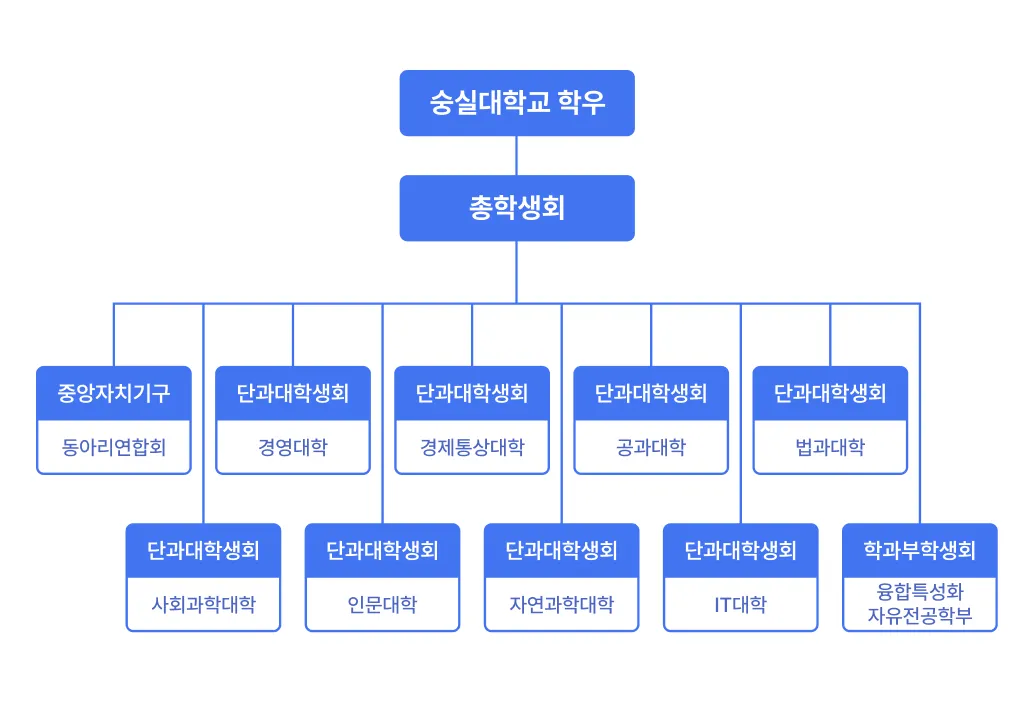 숭실대학교 학우
총학생회
중앙자치기구
동아리연합회
단과대학생회
경영대학
단과대학생회
경제통상대학
단과대학생회
공과대학
단과대학생회
법과대학
단과대학생회
사회과학대학
단과대학생회
인문대학
단과대학생회
자연과학대학
단과대학생회
IT대학
학과부학생회
융합특성화
자유전공학부